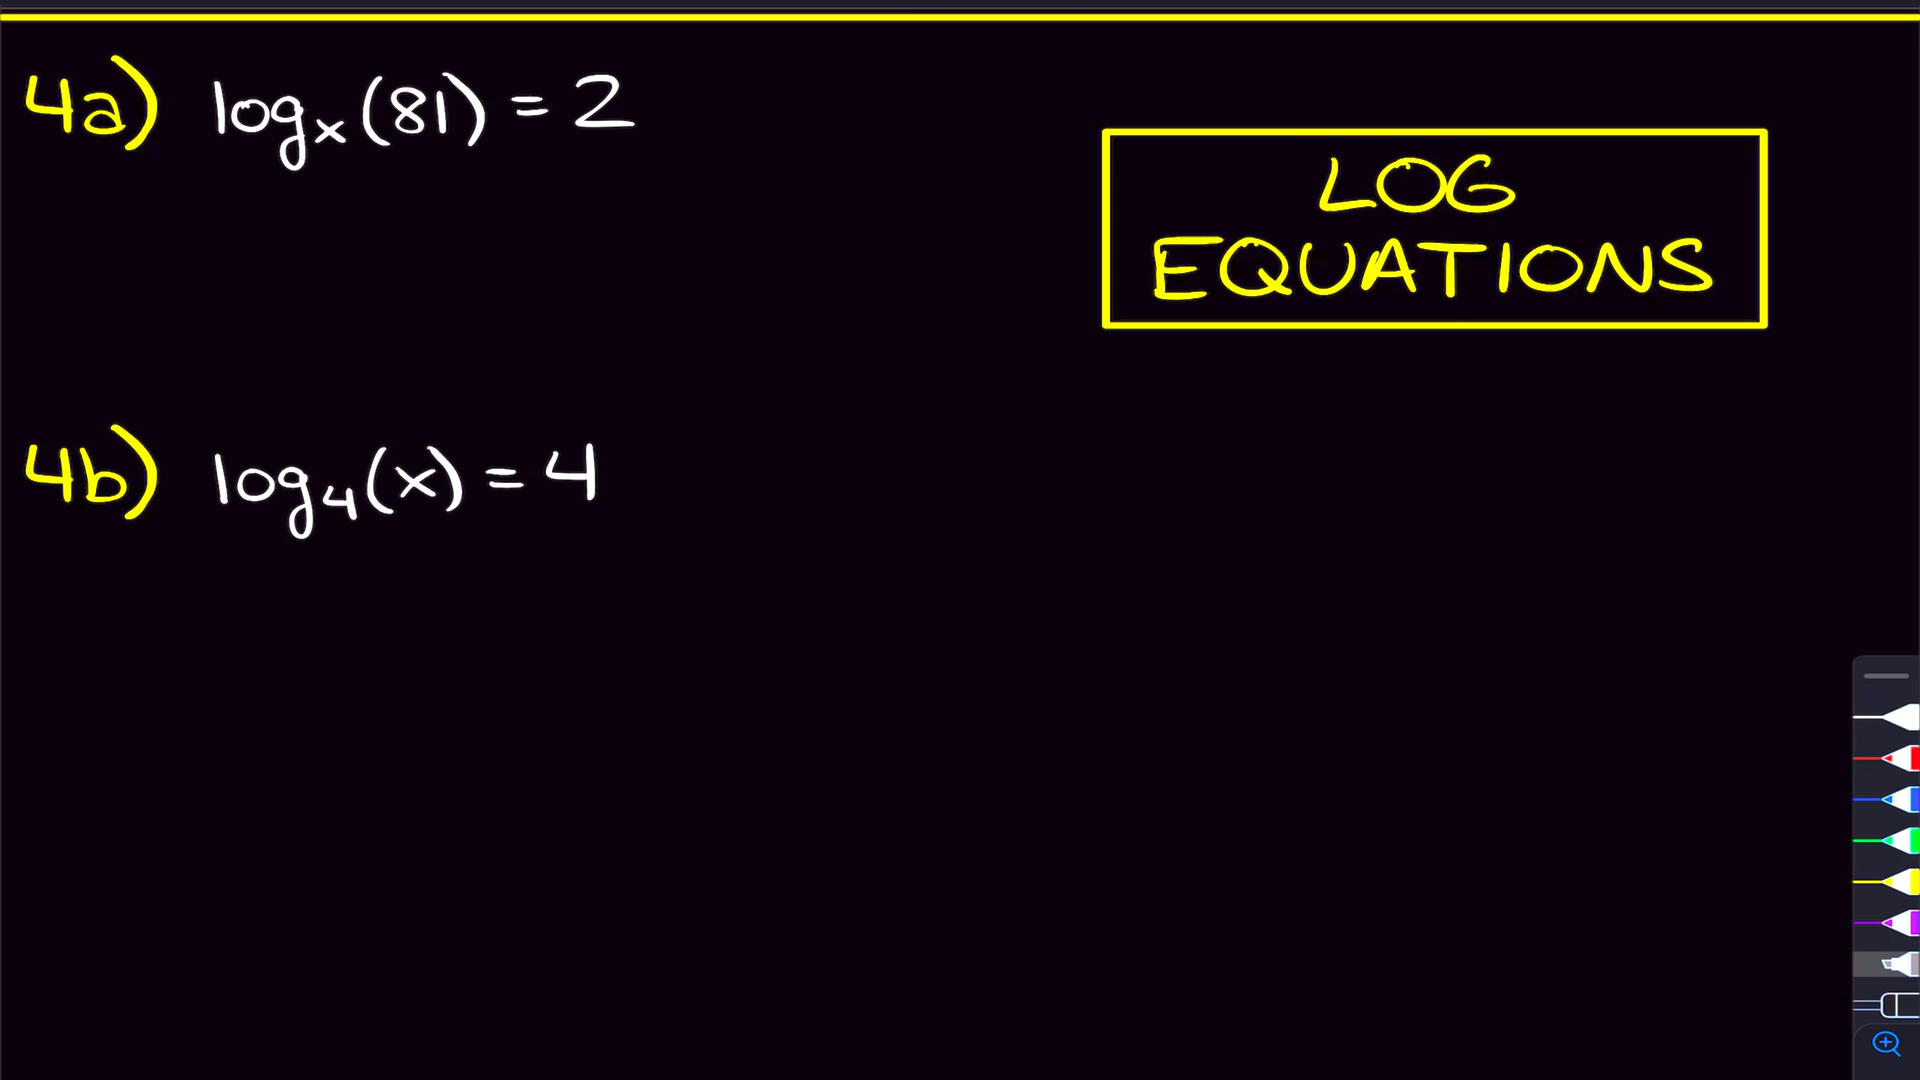 4a) logₓ(81) = 2
LOG
EQUATIONS
4b) log₄(x) = 4